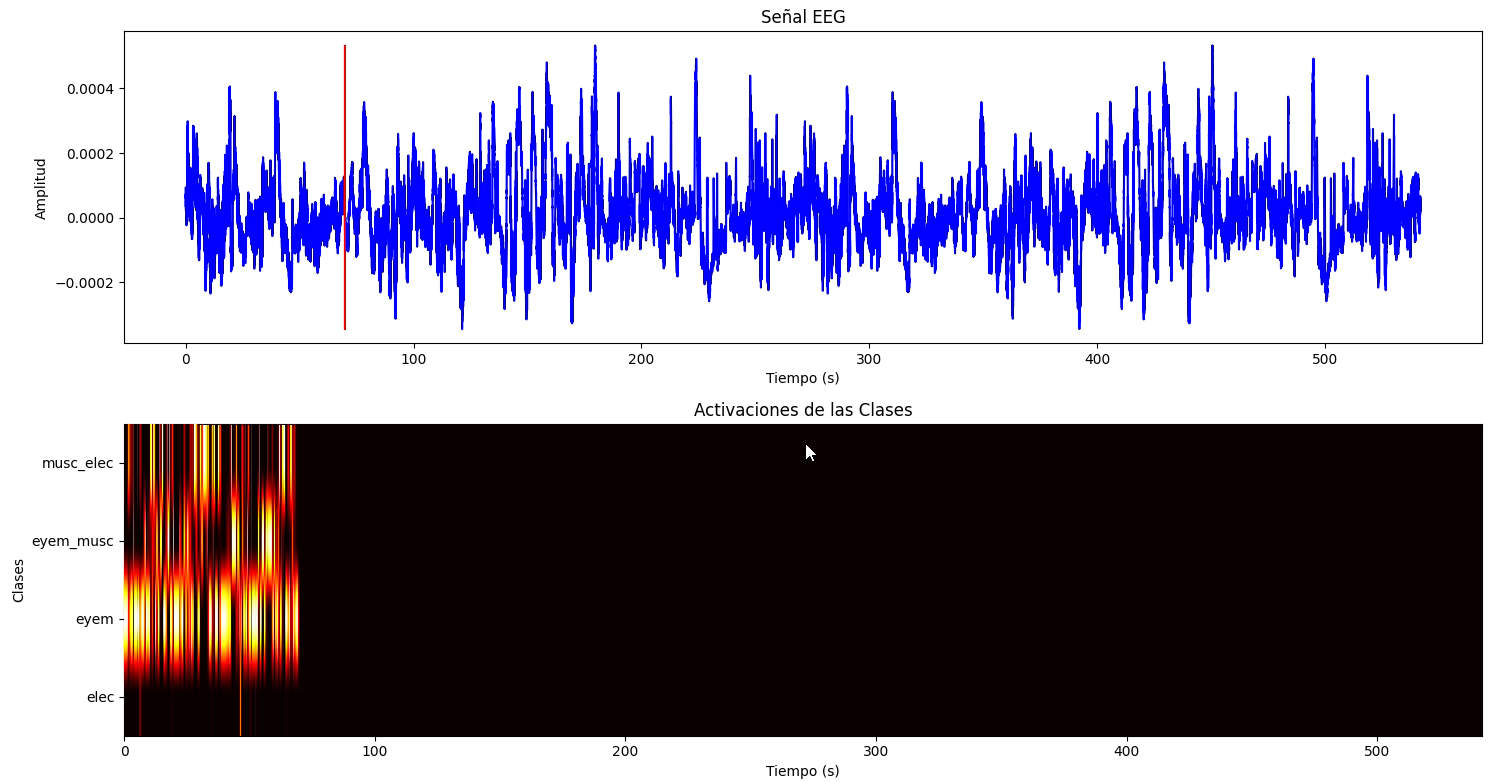 Señal EEG
Amplitud
0.0004
0.0002
0.0000
−0.0002
0 100 200 300 400 500
Tiempo (s)
Activaciones de las Clases
Clases
musc_elec
eyem_musc
eyem
elec
0 100 200 300 400 500
Tiempo (s)